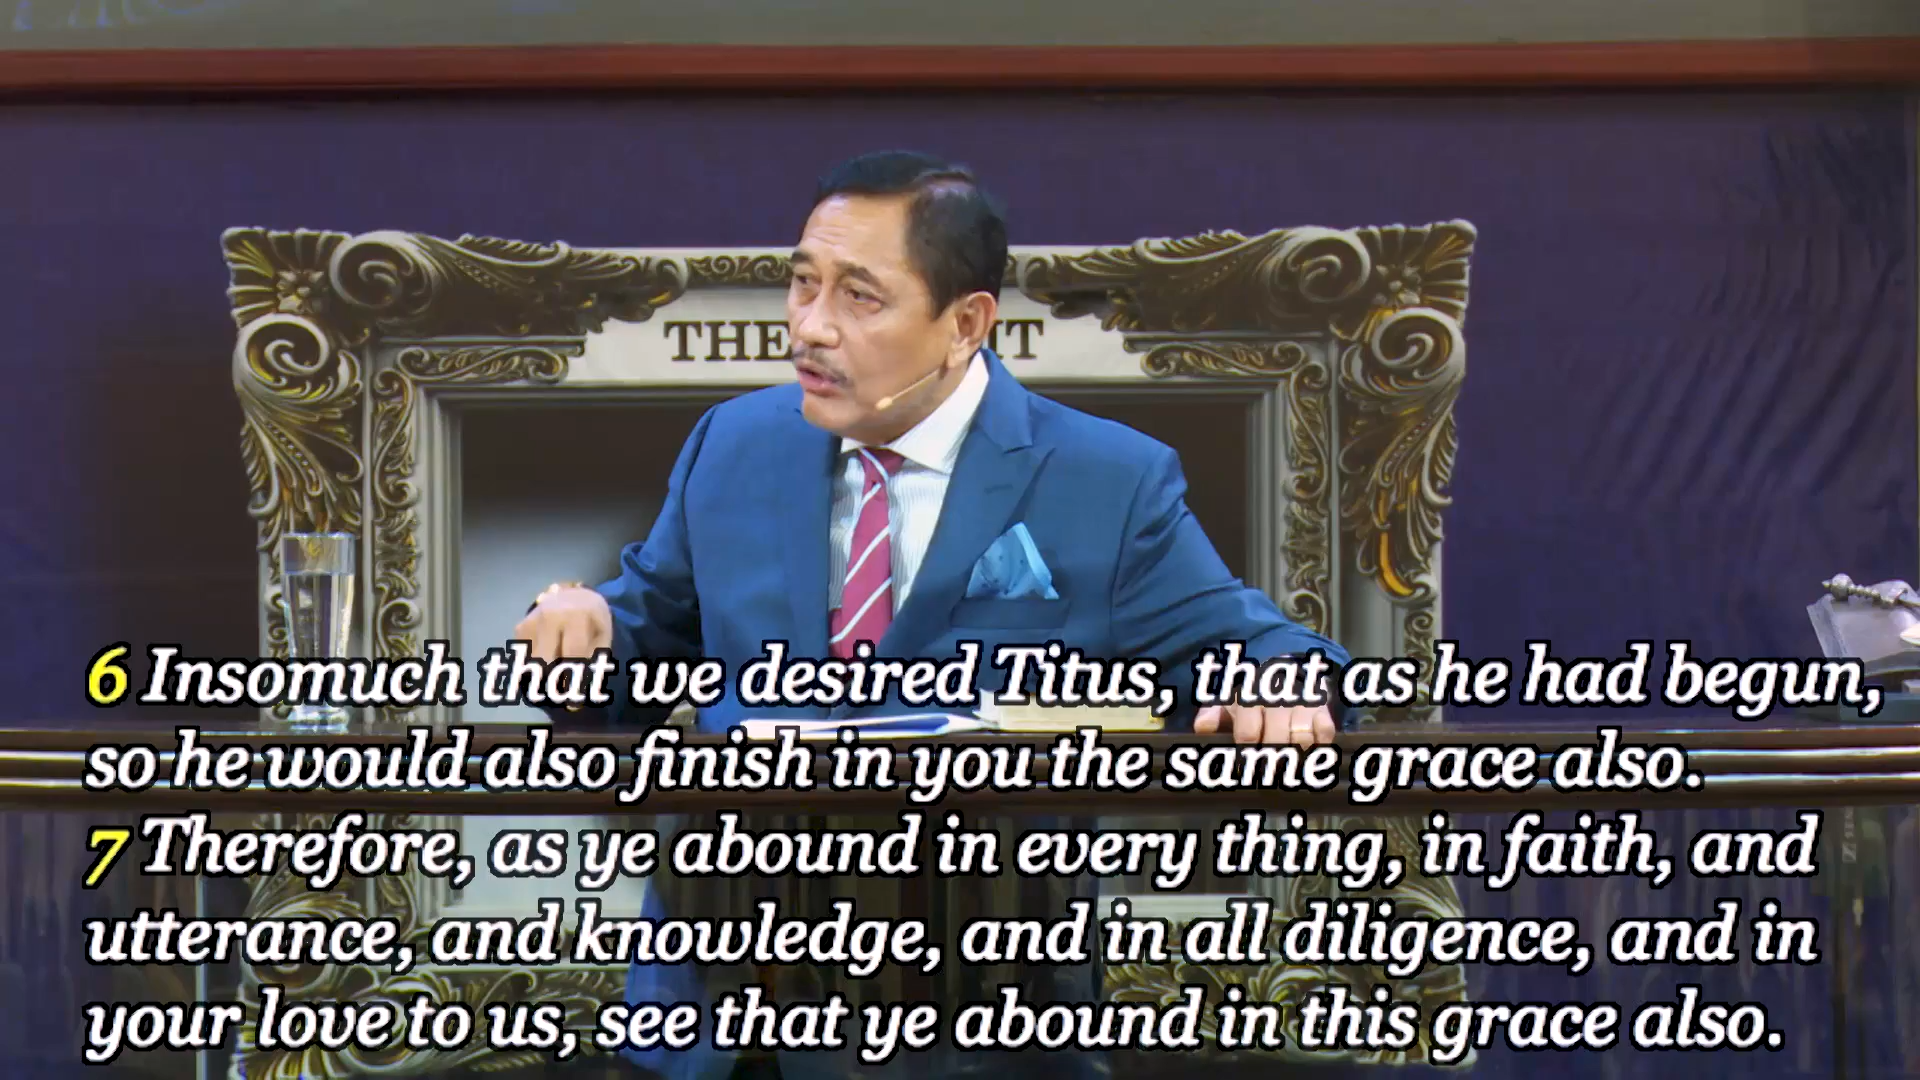 THE IT
6 Insomuch that we desired Titus, that as he had begun,
so he would also finish in you the same grace also.
7 Therefore, as ye abound in every thing, in faith, and
utterance, and knowledge, and in all diligence, and in
your love to us, see that ye abound in this grace also.